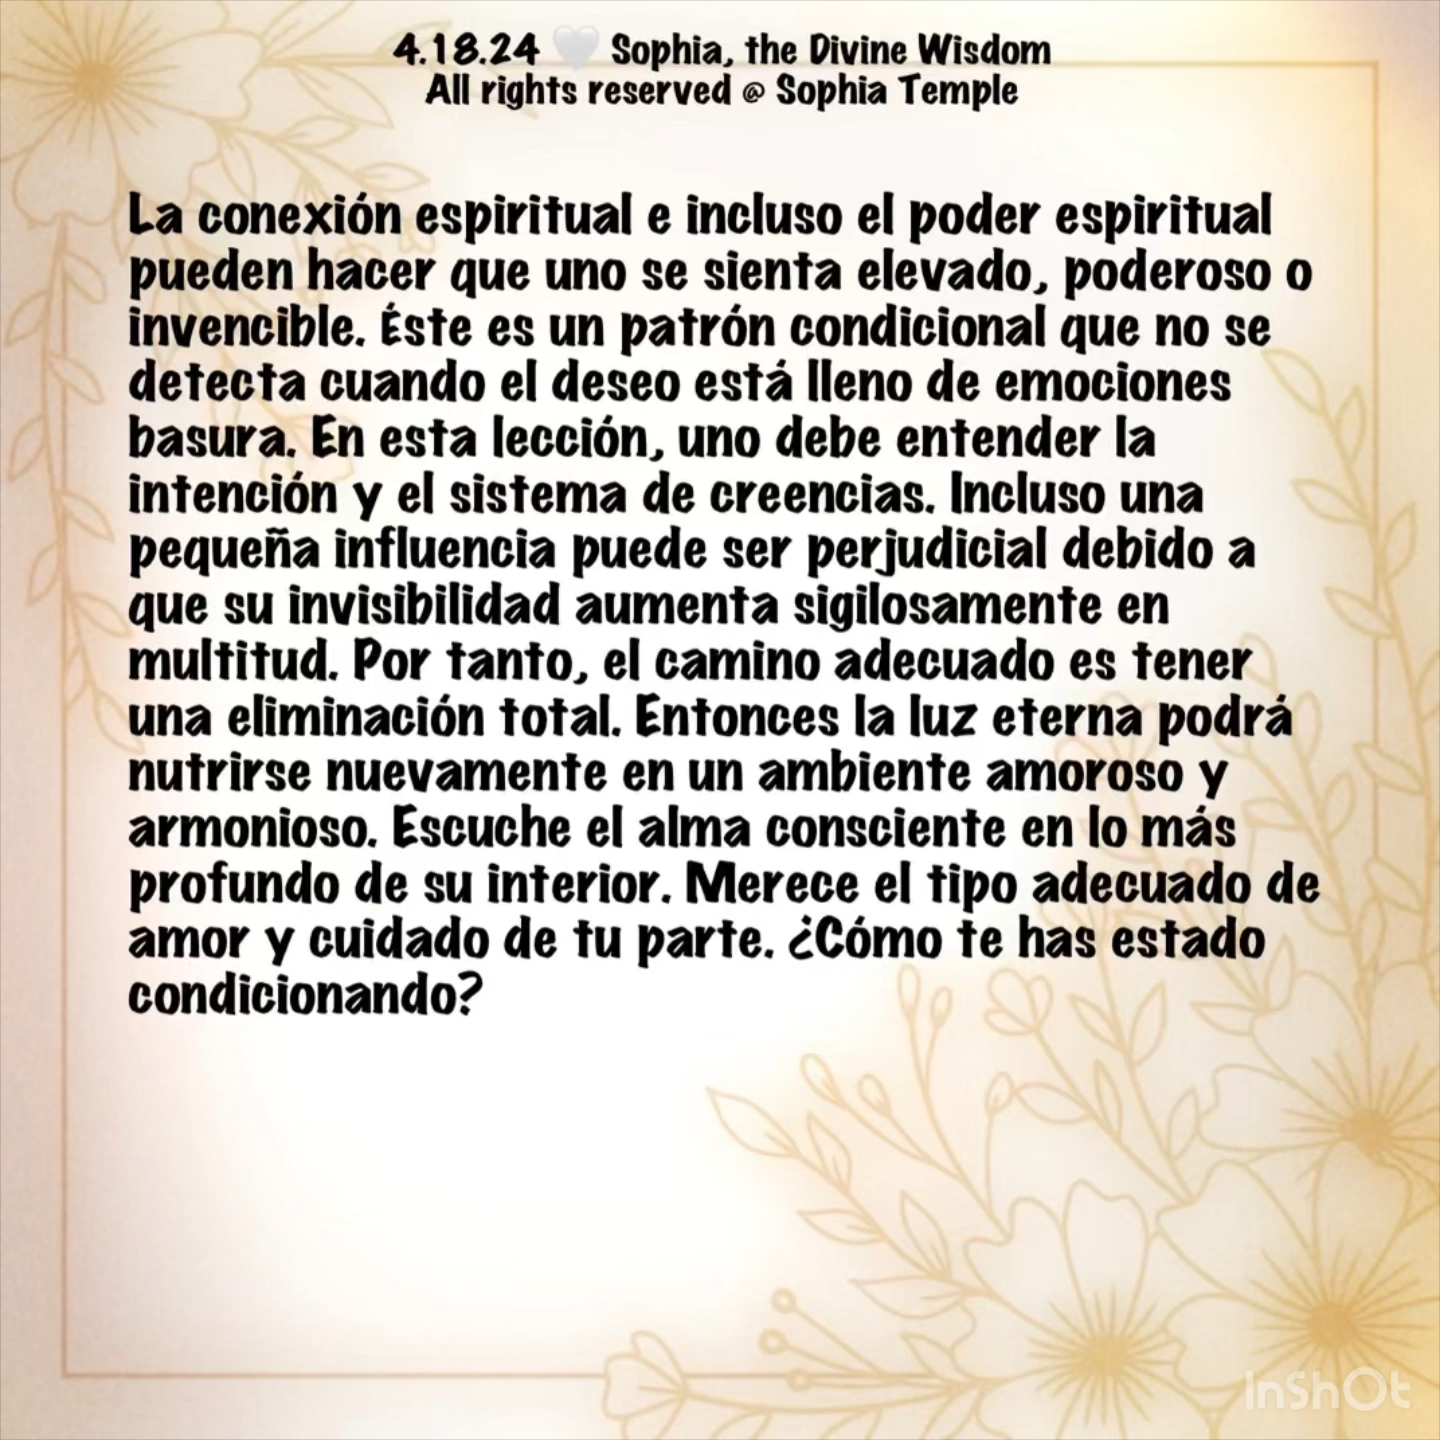 4.18.24 🤍 Sophia, the Divine Wisdom
All rights reserved @ Sophia Temple
La conexión espiritual e incluso el poder espiritual
pueden hacer que uno se sienta elevado, poderoso o
invencible. Éste es un patrón condicional que no se
detecta cuando el deseo está lleno de emociones
basura. En esta lección, uno debe entender la
intención y el sistema de creencias. Incluso una
pequeña influencia puede ser perjudicial debido a
que su invisibilidad aumenta sigilosamente en
multitud. Por tanto, el camino adecuado es tener
una eliminación total. Entonces la luz eterna podrá
nutrirse nuevamente en un ambiente amoroso y
armonioso. Escuche el alma consciente en lo más
profundo de su interior. Merece el tipo adecuado de
amor y cuidado de tu parte. ¿Cómo te has estado
condicionando?
InShOt